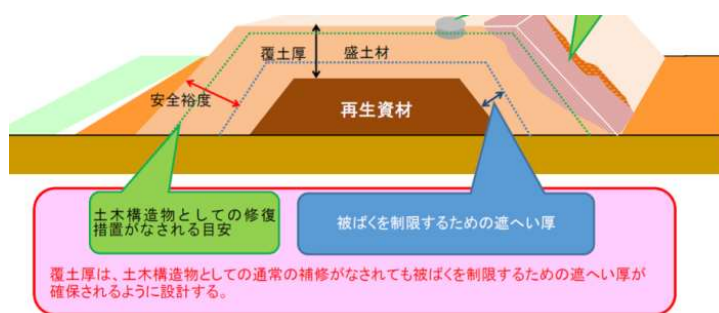 覆土厚
盛土材
安全裕度
再生資材
土木構造物としての修復
措置がなされる目安
被ばくを制限するための遮へい厚
覆土厚は、土木構造物としての通常の補修がなされても被ばくを制限するための遮へい厚が
確保されるように設計する。